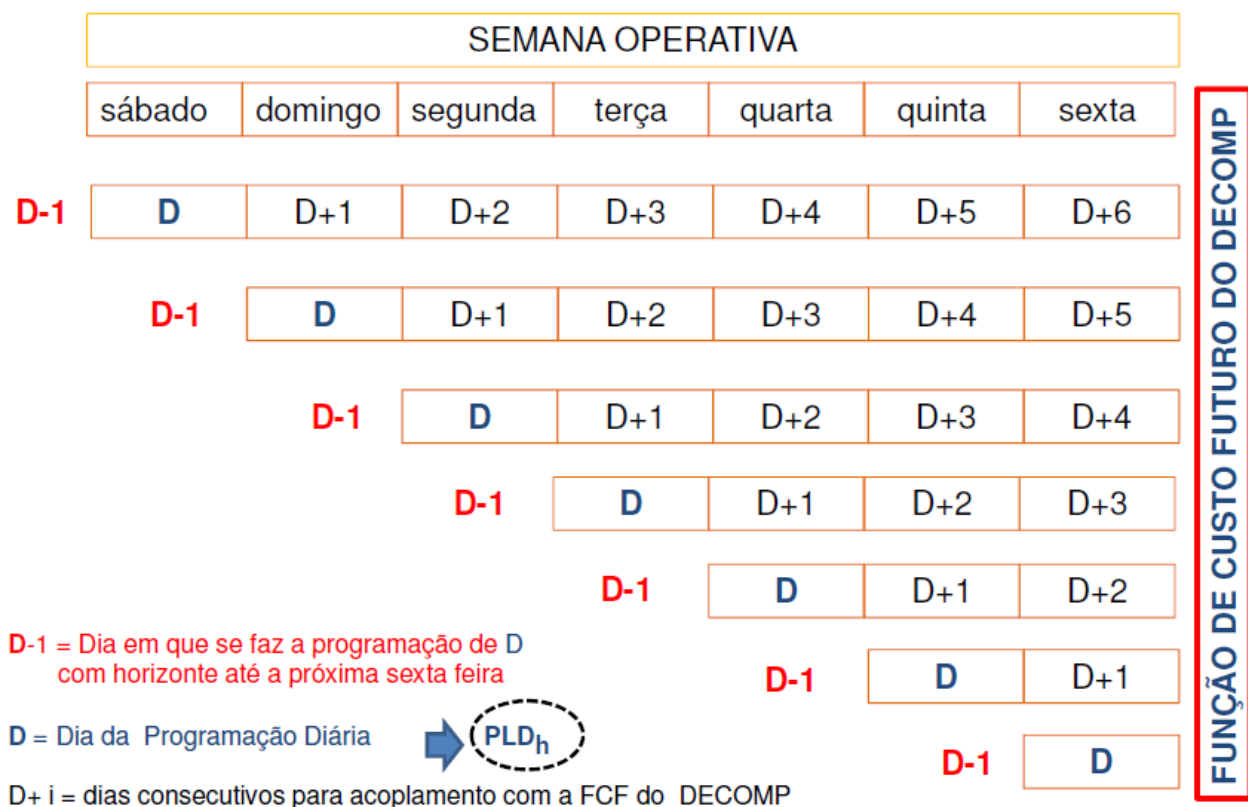 SEMANA OPERATIVA
sábado domingo segunda terça quarta quinta sexta
D-1 D D+1 D+2 D+3 D+4 D+5 D+6
D-1 D D+1 D+2 D+3 D+4 D+5
D-1 D D+1 D+2 D+3 D+4
D-1 D D+1 D+2 D+3
D-1 D D+1 D+2
D-1 D D+1
D-1 D
D-1 = Dia em que se faz a programação de D
com horizonte até a próxima sexta feira
D = Dia da Programação Diária PLDh
D+ i = dias consecutivos para acoplamento com a FCF do DECOMP
FUNÇÃO DE CUSTO FUTURO DO DECOMP